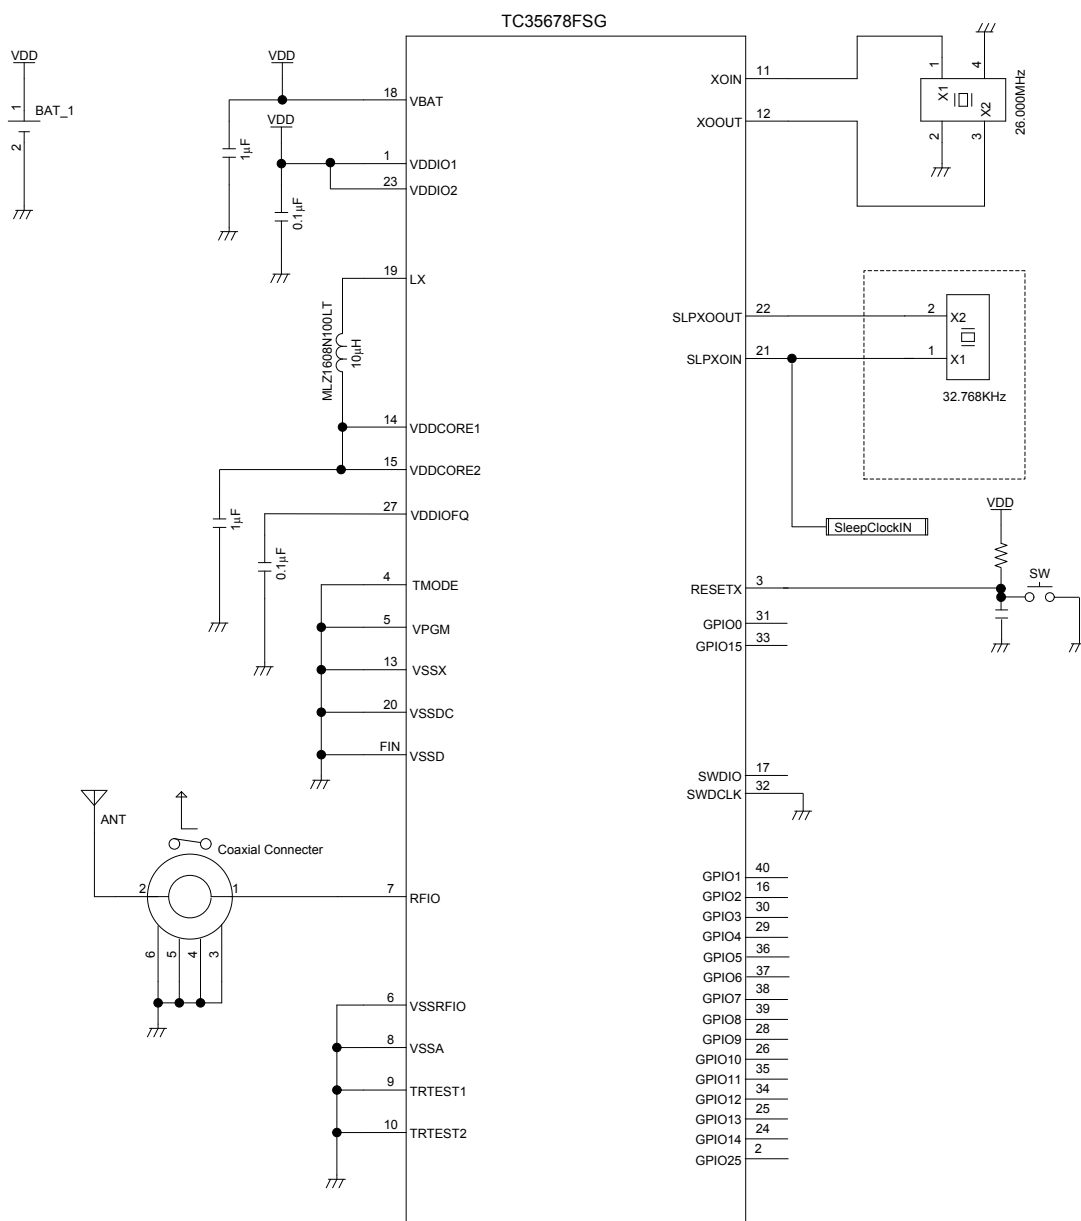 TC35678FSG
VDD
1
BAT_1
2
VDD
18
VBAT
1µF
VDD
1
VDDIO1
23
VDDIO2
0.1µF
19
LX
MLZ1608N100LT
10µH
14
VDDCORE1
15
VDDCORE2
1µF
27
VDDIOFQ
0.1µF
4
TMODE
5
VPGM
13
VSSX
20
VSSDC
FIN
VSSD
ANT
Coaxial Connecter
2
1
7
RFIO
6
5
4
3
6
VSSRFIO
8
VSSA
9
TRTEST1
10
TRTEST2
XOIN
11
XOOUT
12
1
4
X1
X2
2
3
26.000MHz
SLPXOOUT
22
2
X2
SLPXOIN
21
1
X1
32.768KHz
SleepClockIN
VDD
SW
RESETX
3
GPIO0
31
GPIO15
33
SWDIO
17
SWDCLK
32
GPIO1
40
GPIO2
16
GPIO3
30
GPIO4
29
GPIO5
36
GPIO6
37
GPIO7
38
GPIO8
39
GPIO9
28
GPIO10
26
GPIO11
35
GPIO12
34
GPIO13
25
GPIO14
24
GPIO25
2